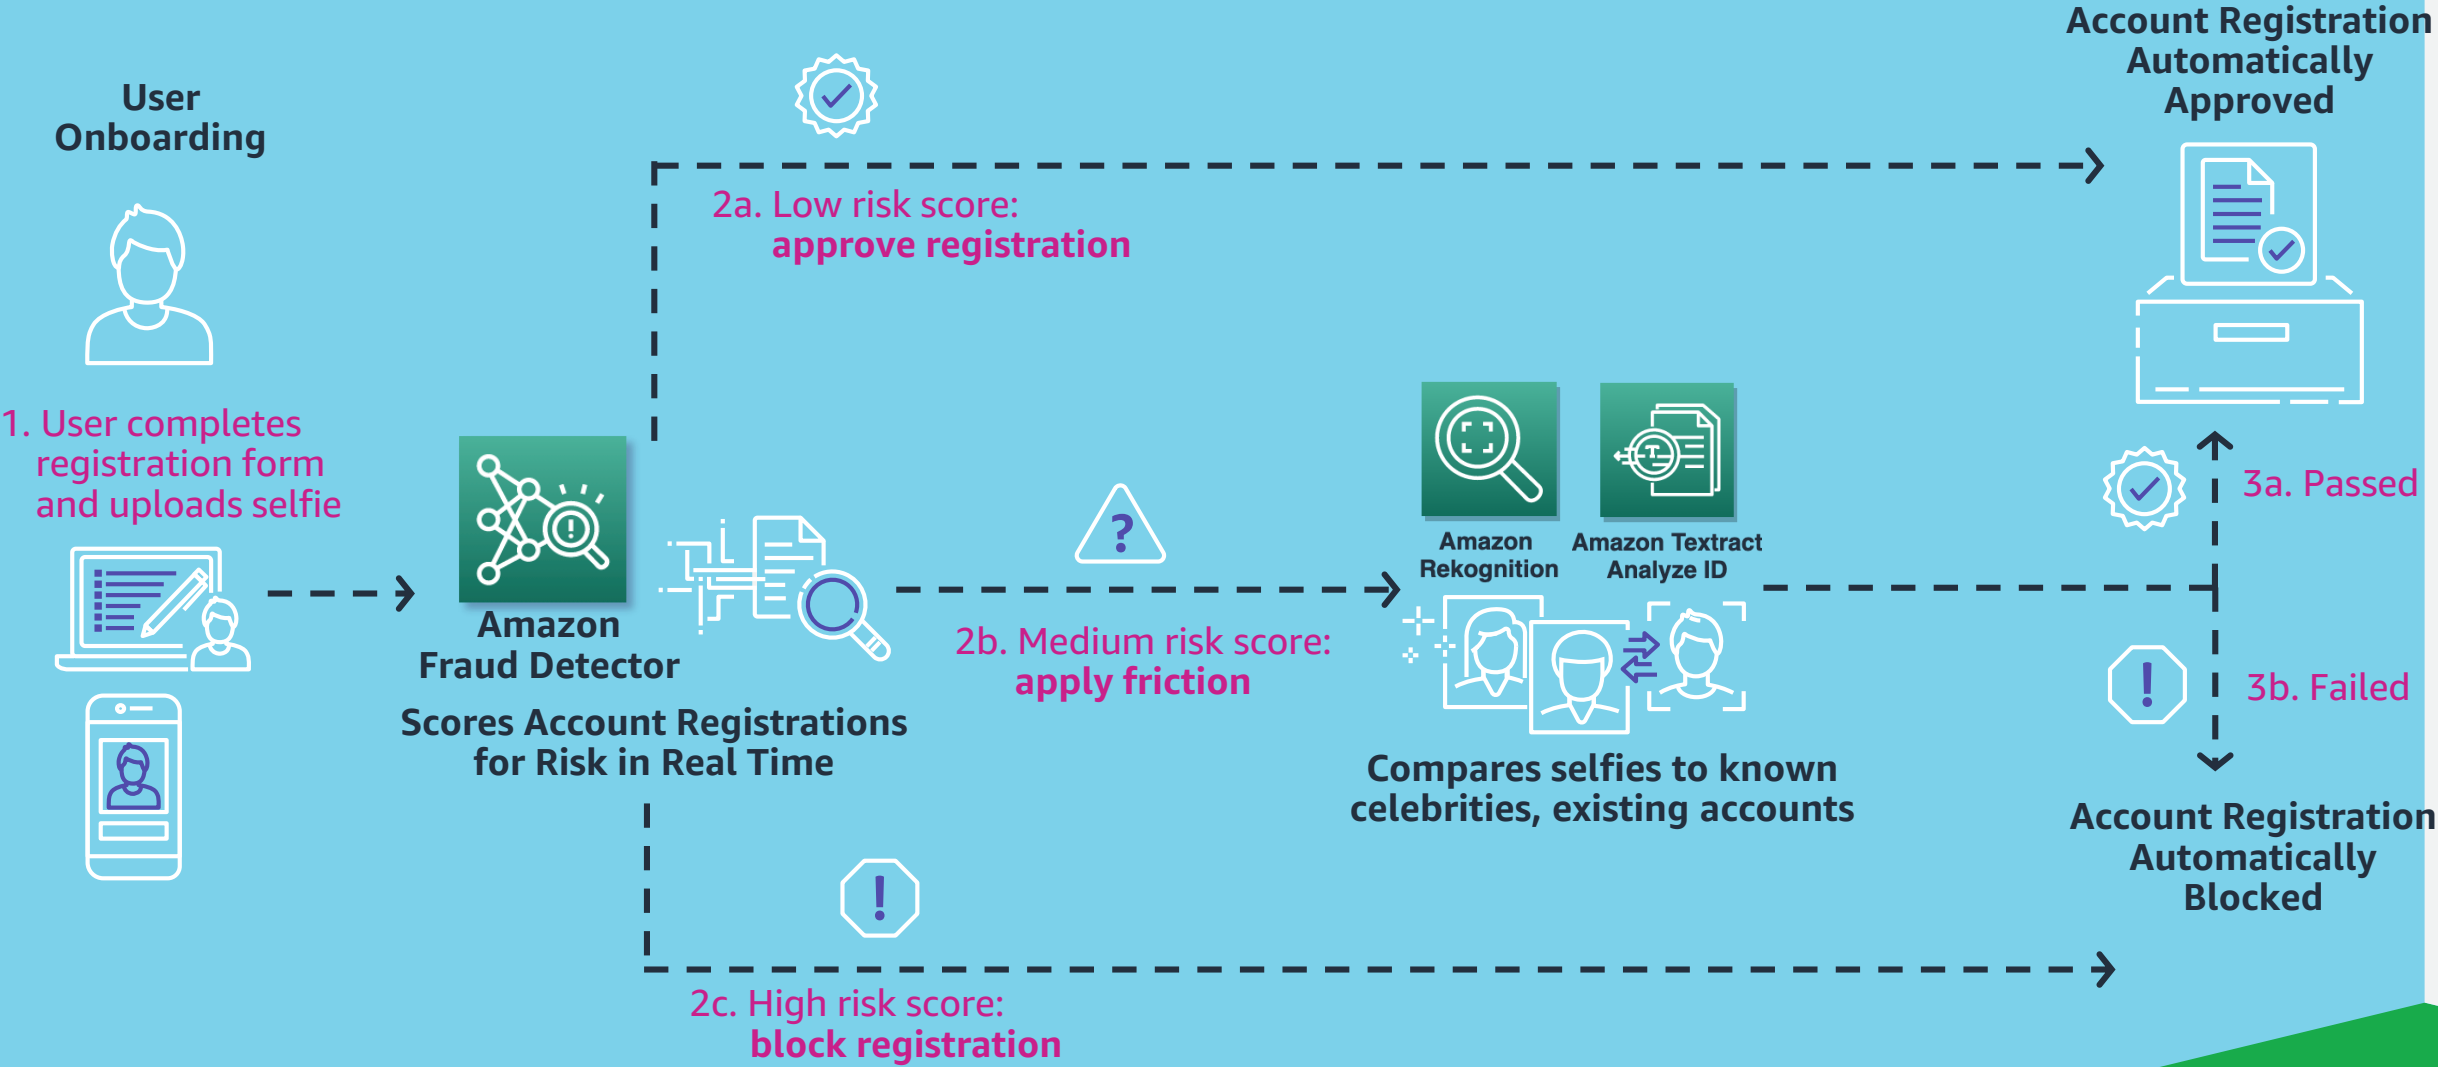 User
Onboarding
1. User completes
registration form
and uploads selfie
Amazon
Fraud Detector
Scores Account Registrations
for Risk in Real Time
2a. Low risk score:
approve registration
2b. Medium risk score:
apply friction
2c. High risk score:
block registration
Amazon
Rekognition
Amazon Textract
Analyze ID
Compares selfies to known
celebrities, existing accounts
Account Registration
Automatically
Approved
3a. Passed
3b. Failed
Account Registration
Automatically
Blocked